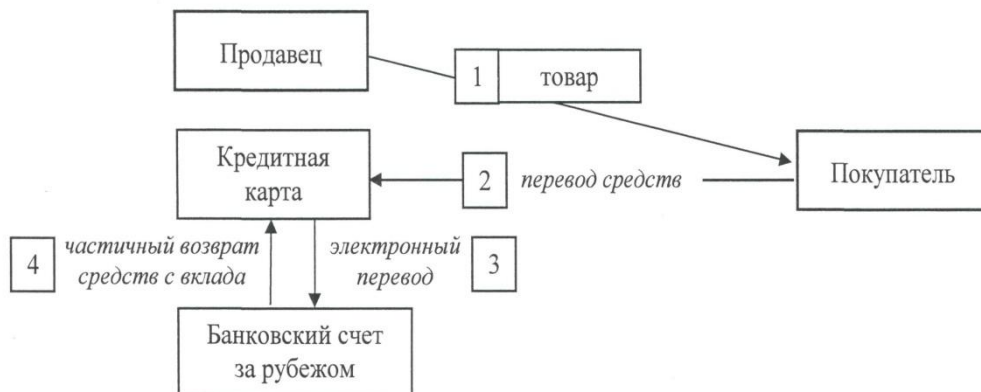 Продавец
1
товар
Кредитная
карта
2
перевод средств
Покупатель
4
частичный возврат
средств с вклада
электронный
перевод
3
Банковский счет
за рубежом